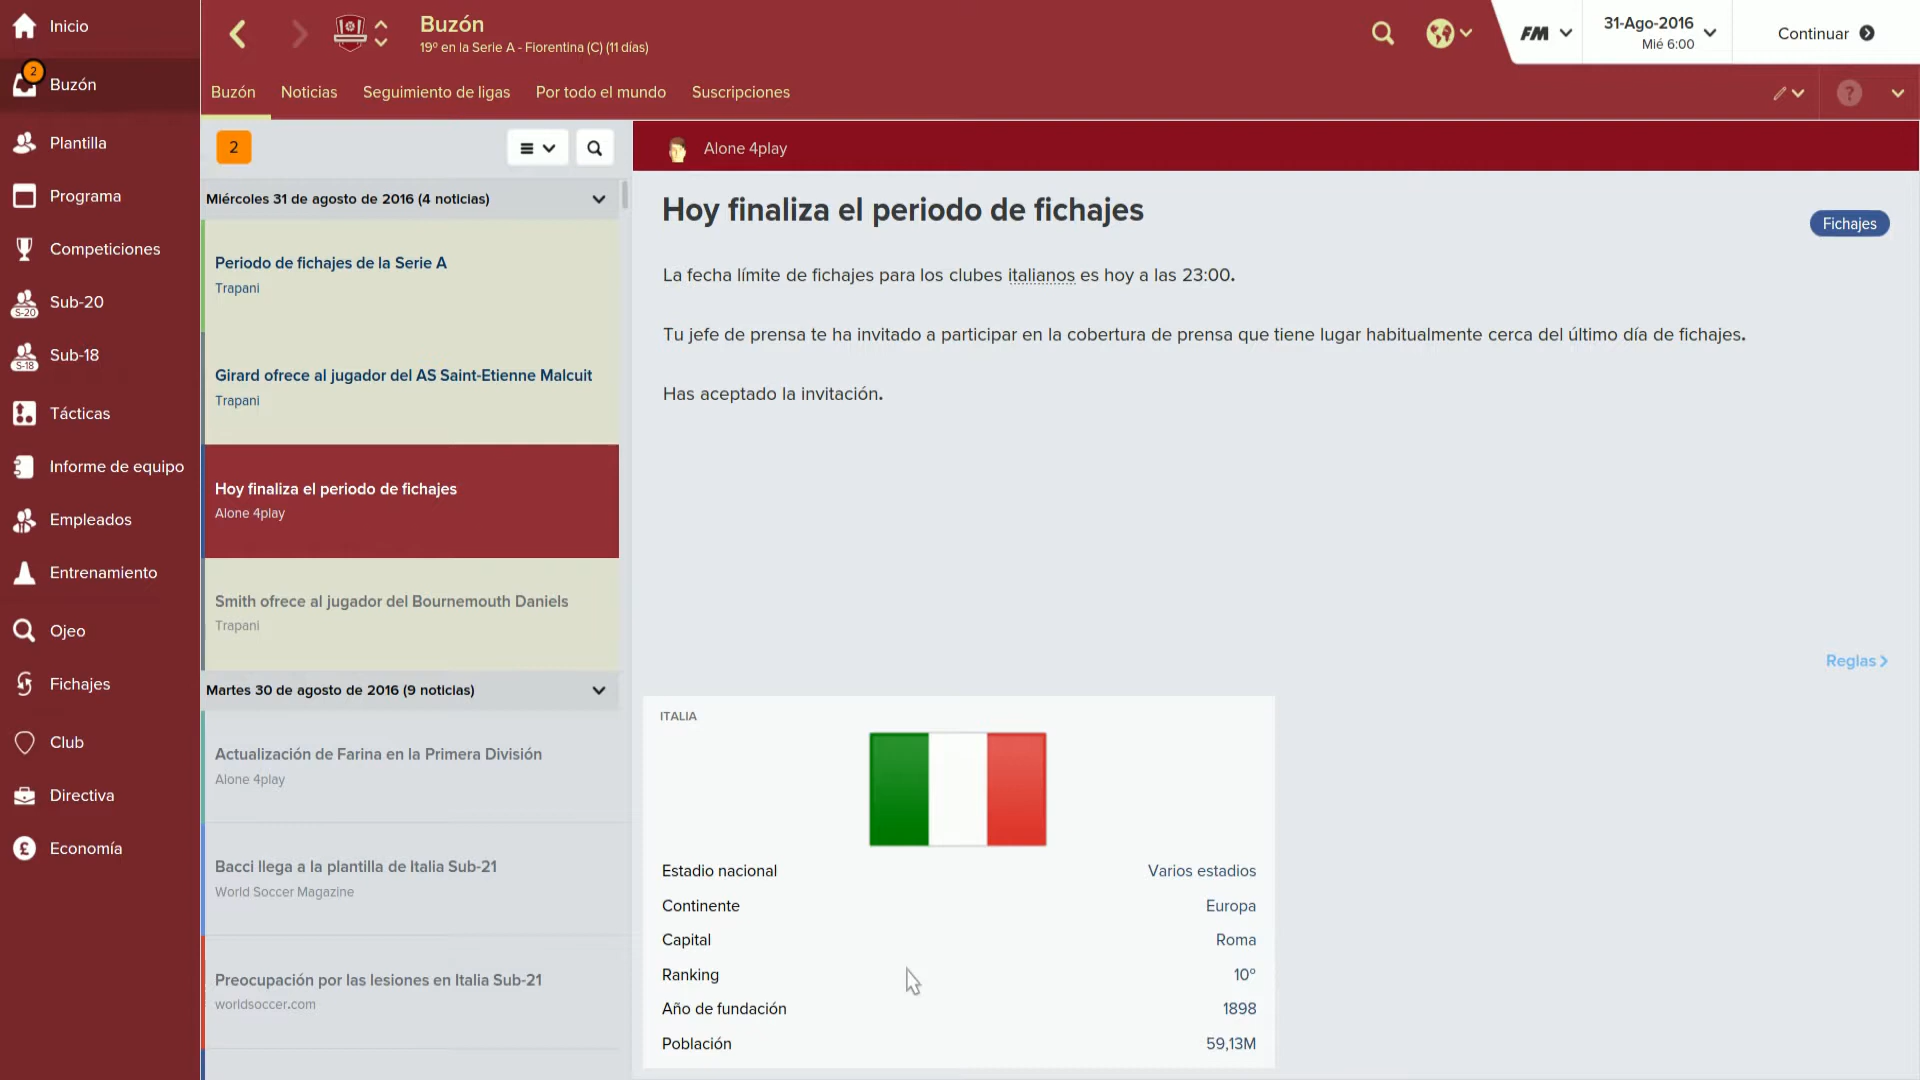 Inicio
2
Buzón
Plantilla
Programa
Competiciones
S-20
Sub-20
S-18
Sub-18
Tácticas
Informe de equipo
Empleados
Entrenamiento
Ojeo
Fichajes
Club
Directiva
£
Economía
Buzón
19º en la Serie A - Fiorentina (C) (11 días)
FM
31-Ago-2016
Mié 6:00
Continuar
Buzón
Noticias
Seguimiento de ligas
Por todo el mundo
Suscripciones
?
2
Miércoles 31 de agosto de 2016 (4 noticias)
Periodo de fichajes de la Serie A
Trapani
Girard ofrece al jugador del AS Saint-Etienne Malcuit
Trapani
Hoy finaliza el periodo de fichajes
Alone 4play
Smith ofrece al jugador del Bournemouth Daniels
Trapani
Martes 30 de agosto de 2016 (9 noticias)
Actualización de Farina en la Primera División
Alone 4play
Bacci llega a la plantilla de Italia Sub-21
World Soccer Magazine
Preocupación por las lesiones en Italia Sub-21
worldsoccer.com
Alone 4play
Hoy finaliza el periodo de fichajes
Fichajes
La fecha límite de fichajes para los clubes italianos es hoy a las 23:00.
Tu jefe de prensa te ha invitado a participar en la cobertura de prensa que tiene lugar habitualmente cerca del último día de fichajes.
Has aceptado la invitación.
Reglas
ITALIA
Estadio nacional Varios estadios
Continente Europa
Capital Roma
Ranking 10º
Año de fundación 1898
Población 59,13M